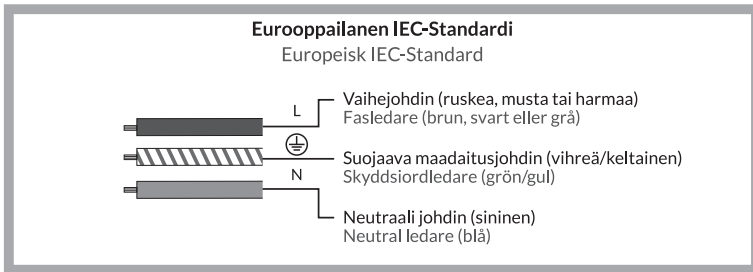 Eurooppailanen IEC-Standardi
Europeisk IEC-Standard
L
Vaihejohdin (ruskea, musta tai harmaa)
Fasledare (brun, svart eller grå)
Suojaava maadaitusjohdin (vihreä/keltainen)
Skyddsiordledare (grön/gul)
N
Neutraali johdin (sininen)
Neutral ledare (blå)